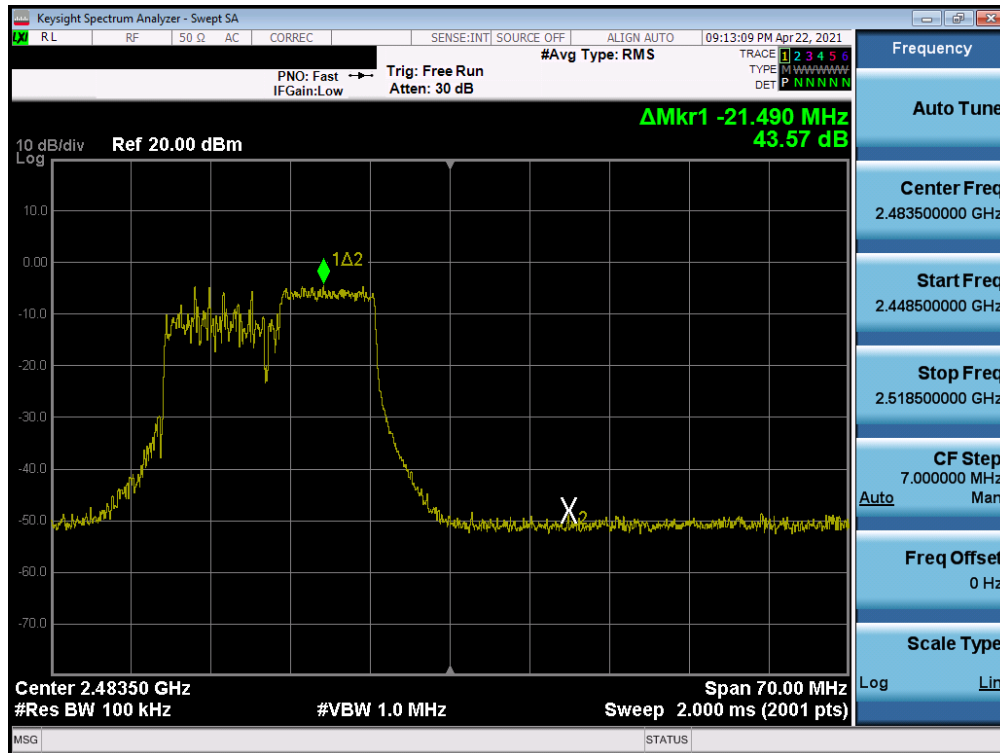 Keysight Spectrum Analyzer - Swept SA
LXI RL RF 50 Ω AC CORREC SENSE:INT SOURCE OFF ALIGN AUTO 09:13:09 PM Apr 22, 2021
#Avg Type: RMS
TRACE 1 2 3 4 5 6
PNO: Fast Trig: Free Run
TYPE M WWWWW
IFGain:Low Atten: 30 dB
DET P N N N N N
ΔMkr1 -21.490 MHz
43.57 dB
10 dB/div Ref 20.00 dBm
Log
10.0
0.00
1Δ2
-10.0
-20.0
-30.0
-40.0
-50.0
X2
-60.0
-70.0
Center 2.48350 GHz Span 70.00 MHz
#Res BW 100 kHz #VBW 1.0 MHz Sweep 2.000 ms (2001 pts)
MSG STATUS
Frequency
Auto Tune
Center Freq
2.483500000 GHz
Start Freq
2.448500000 GHz
Stop Freq
2.518500000 GHz
CF Step
7.000000 MHz
Auto Man
Freq Offset
0 Hz
Scale Type
Log Lin